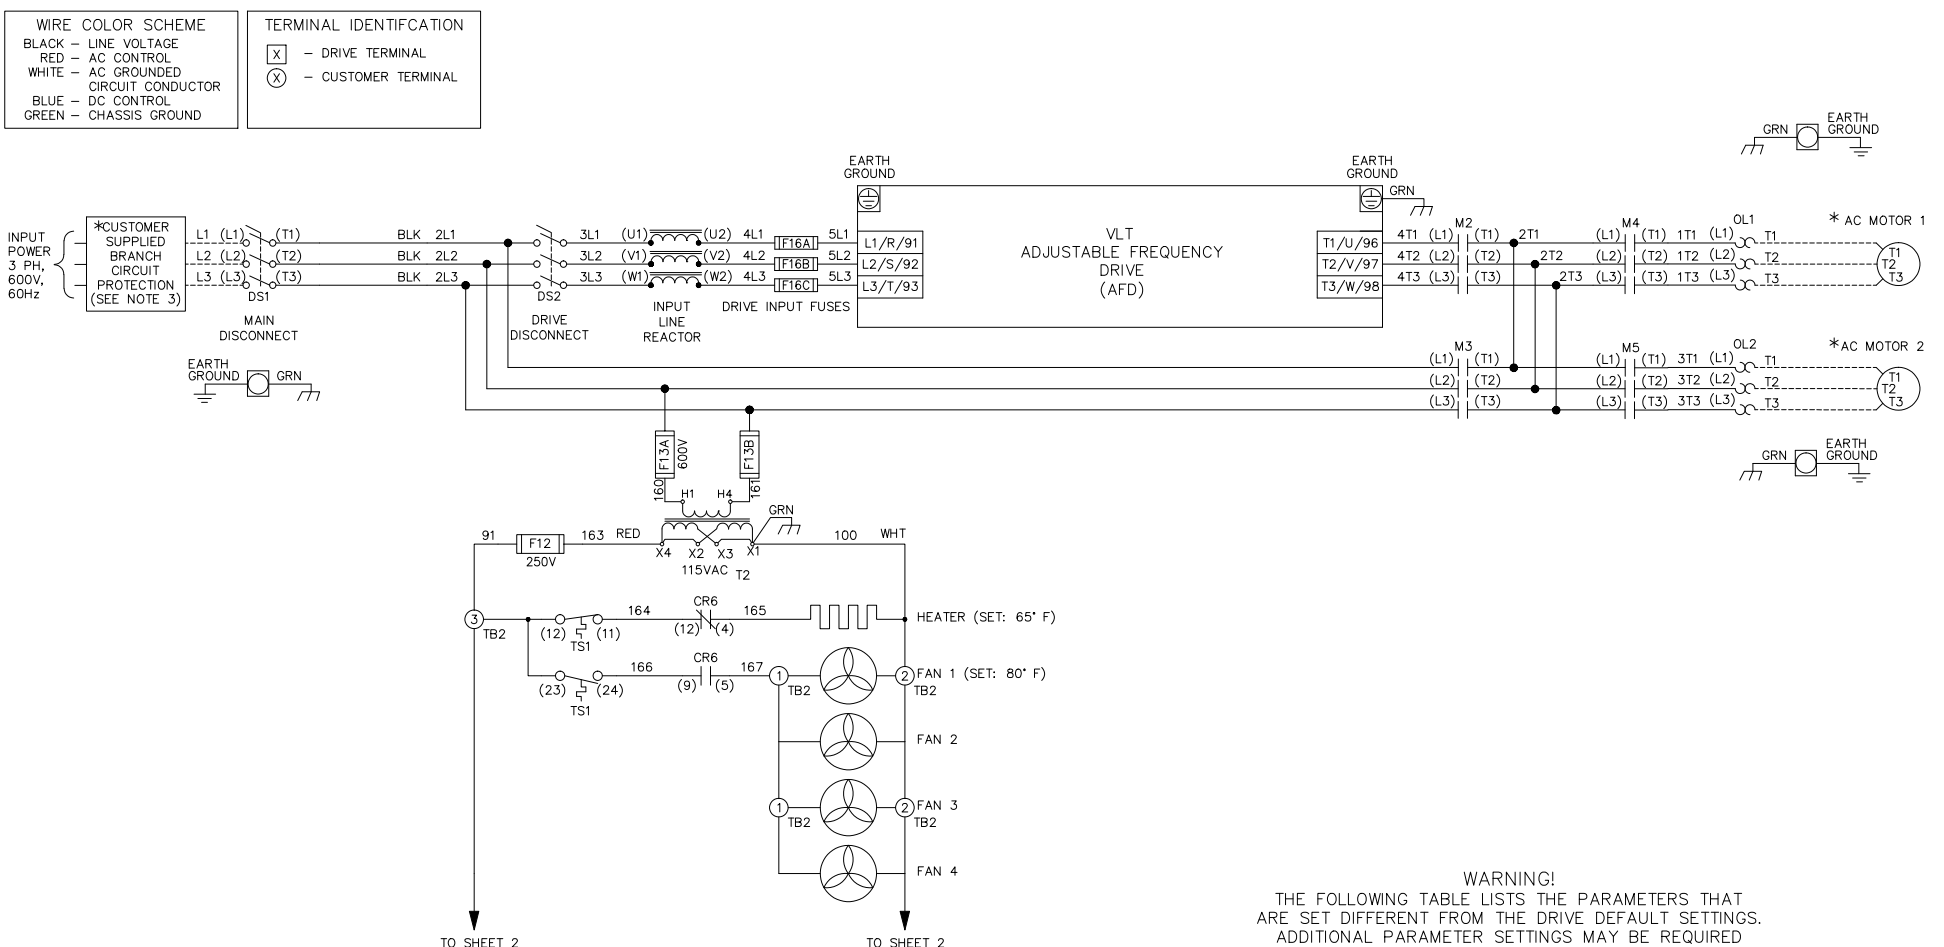 WIRE COLOR SCHEME
BLACK – LINE VOLTAGE
RED – AC CONTROL
WHITE – AC GROUNDED
CIRCUIT CONDUCTOR
BLUE – DC CONTROL
GREEN – CHASSIS GROUND
TERMINAL IDENTIFCATION
X – DRIVE TERMINAL
X – CUSTOMER TERMINAL
INPUT
POWER
3 PH,
600V,
60Hz
*CUSTOMER
SUPPLIED
BRANCH
CIRCUIT
PROTECTION
(SEE NOTE 3)
L1 (L1) (T1) BLK 2L1 3L1 (U1) (U2) 4L1 F16A 5L1 L1/R/91
L2 (L2) (T2) BLK 2L2 3L2 (V1) (V2) 4L2 F16B 5L2 L2/S/92
L3 (L3) (T3) BLK 2L3 3L3 (W1) (W2) 4L3 F16C 5L3 L3/T/93
DS1
MAIN
DISCONNECT
DS2
DRIVE
DISCONNECT
INPUT
LINE
REACTOR
DRIVE INPUT FUSES
EARTH
GROUND
VLT
ADJUSTABLE FREQUENCY
DRIVE
(AFD)
EARTH
GROUND
GRN
T1/U/96 4T1 (L1) M2 (T1) 2T1 (L1) M4 (T1) 1T1 (L1) OL1 T1
T2/V/97 4T2 (L2) (T2) 2T2 (L2) (T2) 1T2 (L2) T2
T3/W/98 4T3 (L3) (T3) 2T3 (L3) (T3) 1T3 (L3) T3
* AC MOTOR 1
T1
T2
T3
GRN
EARTH
GROUND
EARTH
GROUND
GRN
(L1) M3 (T1) (L1) M5 (T1) 3T1 (L1) OL2 T1
(L2) (T2) (L2) (T2) 3T2 (L2) T2
(L3) (T3) (L3) (T3) 3T3 (L3) T3
*AC MOTOR 2
T1
T2
T3
GRN
EARTH
GROUND
F13A
600V
F13B
160
161
H1
H4
GRN
91 F12 163 RED
250V
X4 X2 X3 X1
115VAC T2
100 WHT
3
TB2
(12) (11)
TS1
164
CR6
(12) (4)
165
HEATER (SET: 65° F)
(23) (24)
TS1
166
CR6
(9) (5)
167
1
TB2
2
TB2
FAN 1 (SET: 80° F)
FAN 2
1
TB2
2
TB2
FAN 3
FAN 4
TO SHEET 2
TO SHEET 2
WARNING!
THE FOLLOWING TABLE LISTS THE PARAMETERS THAT
ARE SET DIFFERENT FROM THE DRIVE DEFAULT SETTINGS.
ADDITIONAL PARAMETER SETTINGS MAY BE REQUIRED